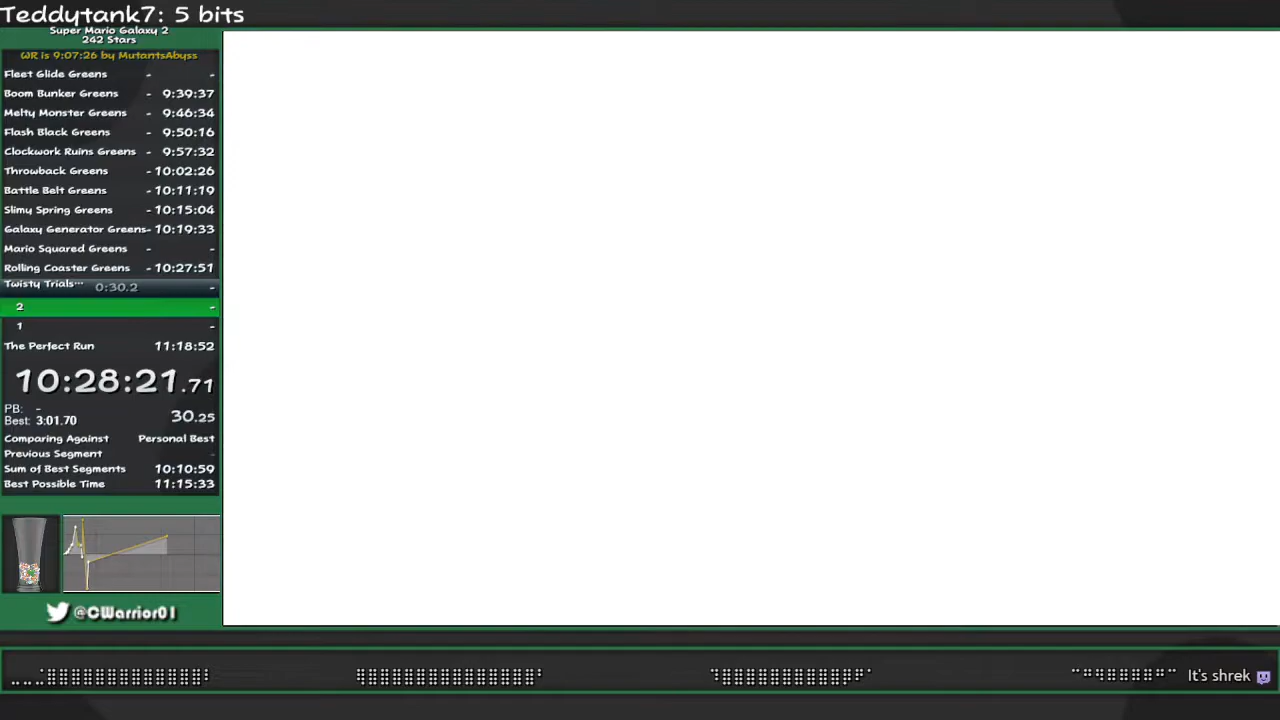 Teddytank7: 5 bits
Super Mario Galaxy 2
242 Stars
WR is 9:07:26 by MutantsAbyss
Fleet Glide Greens - -
Boom Bunker Greens - 9:39:37
Melty Monster Greens - 9:46:34
Flash Black Greens - 9:50:16
Clockwork Ruins Greens - 9:57:32
Throwback Greens - 10:02:26
Battle Belt Greens - 10:11:19
Slimy Spring Greens - 10:15:04
Galaxy Generator Greens - 10:19:33
Mario Squared Greens - -
Rolling Coaster Greens - 10:27:51
Twisty Trials… 0:30.2 -
2 -
1 -
The Perfect Run 11:18:52
10:28:21.71
PB: -
Best: 3:01.70 30.25
Comparing Against Personal Best
Previous Segment -
Sum of Best Segments 10:10:59
Best Possible Time 11:15:33
@CWarrior01
It's shrek